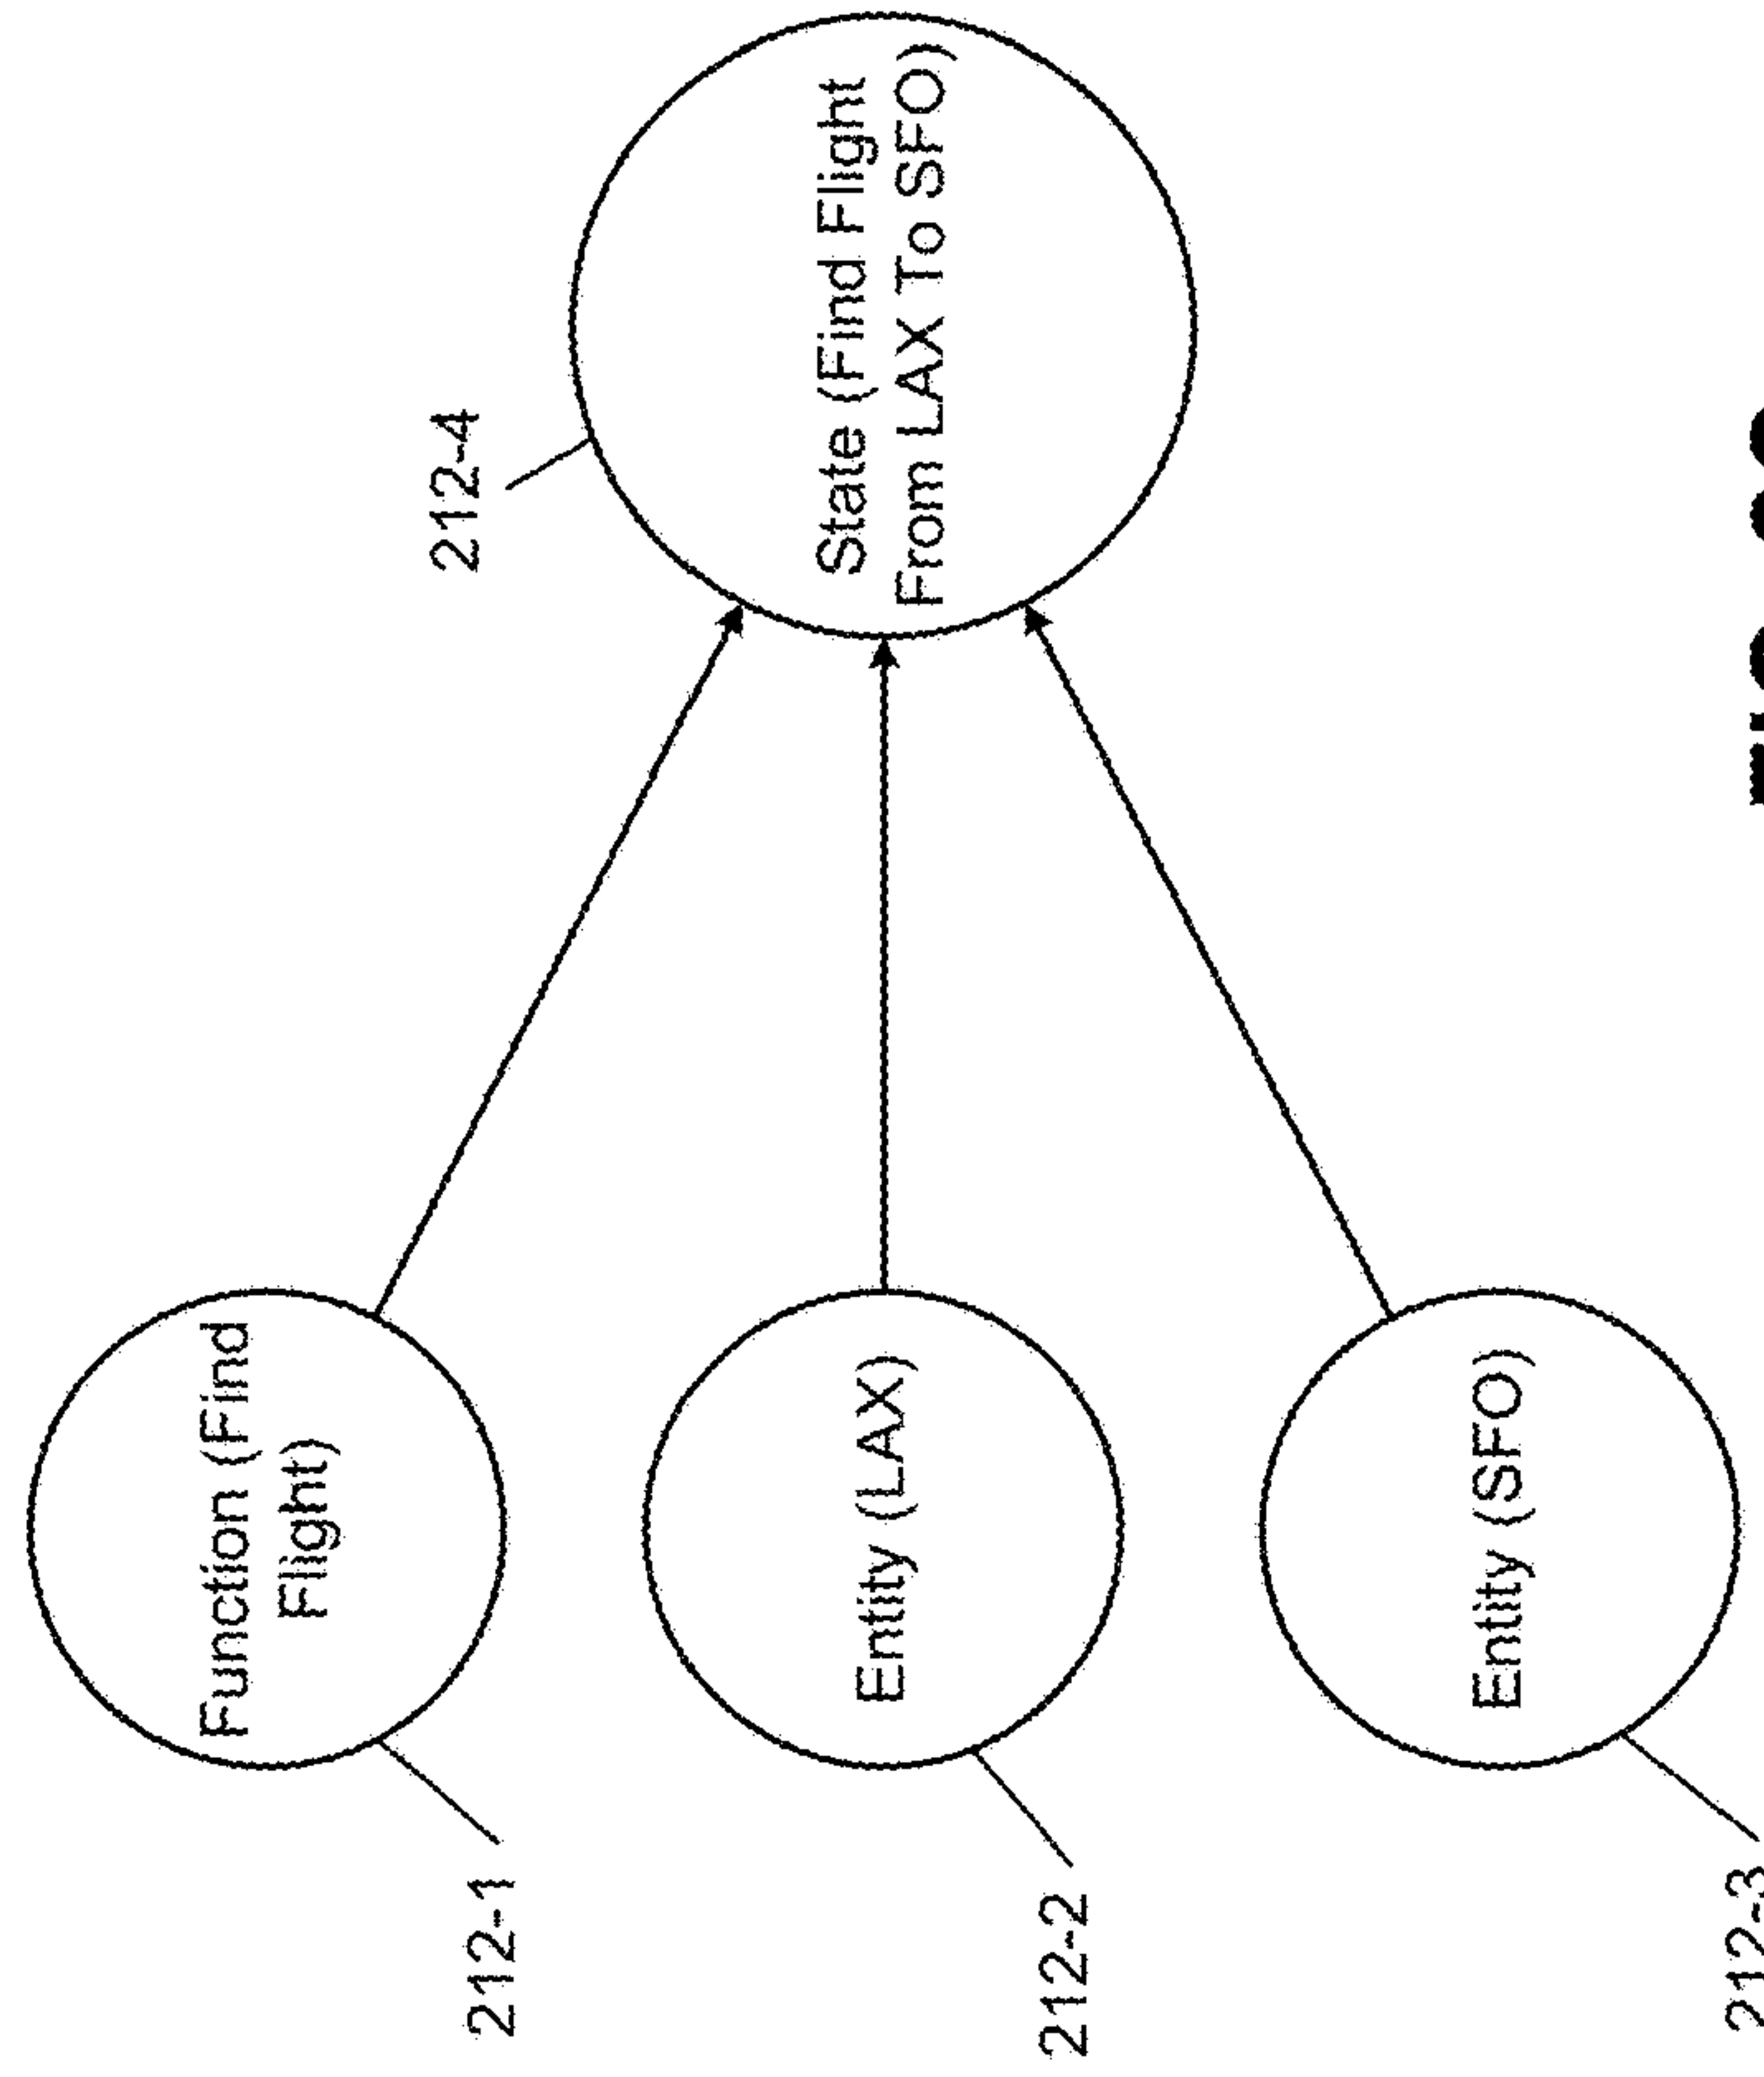 212-4
State (Find Flight
From LAX To SFO)
Function (Find
Flight)
212-1
Entity (LAX)
212-2
Entity (SFO)
212-3